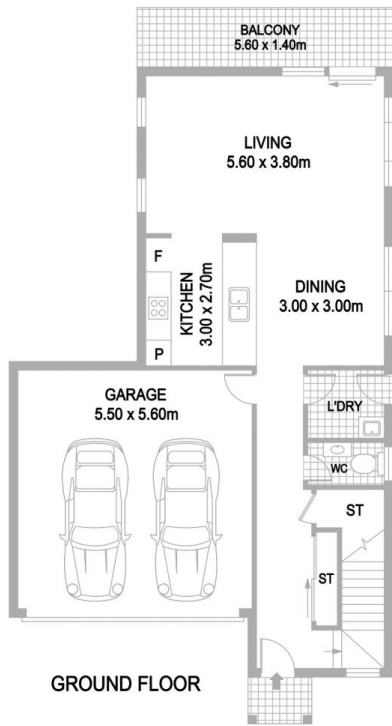 BALCONY
5.60 x 1.40m
LIVING
5.60 x 3.80m
F
KITCHEN
3.00 x 2.70m
P
DINING
3.00 x 3.00m
GARAGE
5.50 x 5.60m
L'DRY
WC
ST
ST
GROUND FLOOR